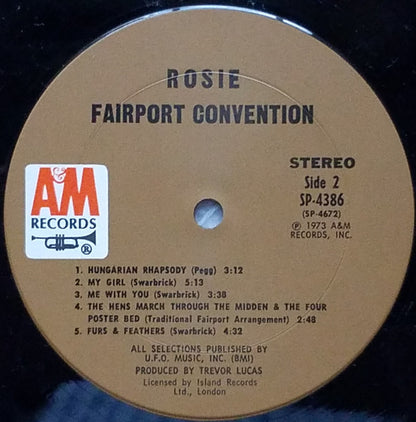 ROSIE
FAIRPORT CONVENTION
STEREO
Side 2
SP-4386
(SP-4672)
Ⓟ 1973 A&M
RECORDS, INC.
A&M
RECORDS
®
1. HUNGARIAN RHAPSODY (Pegg) 3:12
2. MY GIRL (Swarbrick) 5:13
3. ME WITH YOU (Swarbrick) 3:38
4. THE HENS MARCH THROUGH THE MIDDEN & THE FOUR
POSTER BED (Traditional Fairport Arrangement) 2:48
5. FURS & FEATHERS (Swarbrick) 4:32
ALL SELECTIONS PUBLISHED BY
U.F.O. MUSIC, INC. (BMI)
PRODUCED BY TREVOR LUCAS
Licensed by Island Records
Ltd., London